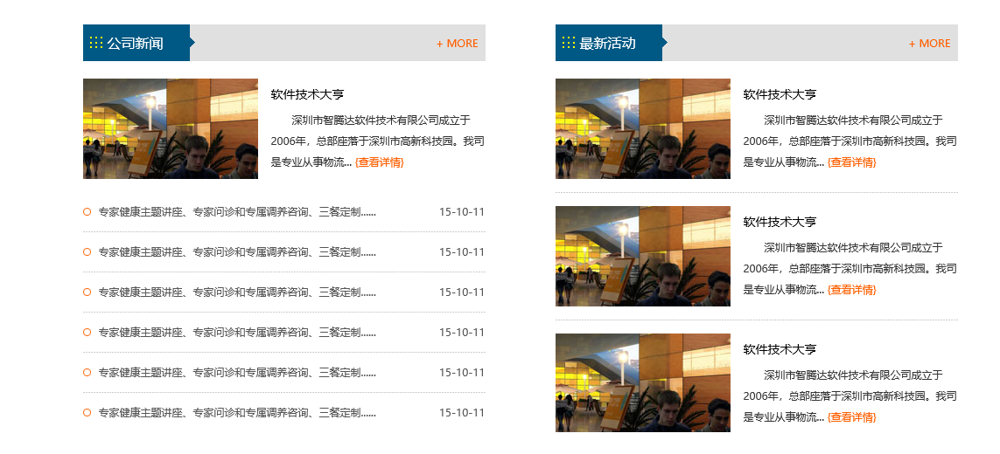 公司新闻
+ MORE
软件技术大亨
深圳市智腾达软件技术有限公司成立于
2006年，总部座落于深圳市高新科技园。我司
是专业从事物流... {查看详情}
专家健康主题讲座、专家问诊和专属调养咨询、三餐定制...... 15-10-11
专家健康主题讲座、专家问诊和专属调养咨询、三餐定制...... 15-10-11
专家健康主题讲座、专家问诊和专属调养咨询、三餐定制...... 15-10-11
专家健康主题讲座、专家问诊和专属调养咨询、三餐定制...... 15-10-11
专家健康主题讲座、专家问诊和专属调养咨询、三餐定制...... 15-10-11
专家健康主题讲座、专家问诊和专属调养咨询、三餐定制...... 15-10-11
最新活动
+ MORE
软件技术大亨
深圳市智腾达软件技术有限公司成立于
2006年，总部座落于深圳市高新科技园。我司
是专业从事物流... {查看详情}
软件技术大亨
深圳市智腾达软件技术有限公司成立于
2006年，总部座落于深圳市高新科技园。我司
是专业从事物流... {查看详情}
软件技术大亨
深圳市智腾达软件技术有限公司成立于
2006年，总部座落于深圳市高新科技园。我司
是专业从事物流... {查看详情}